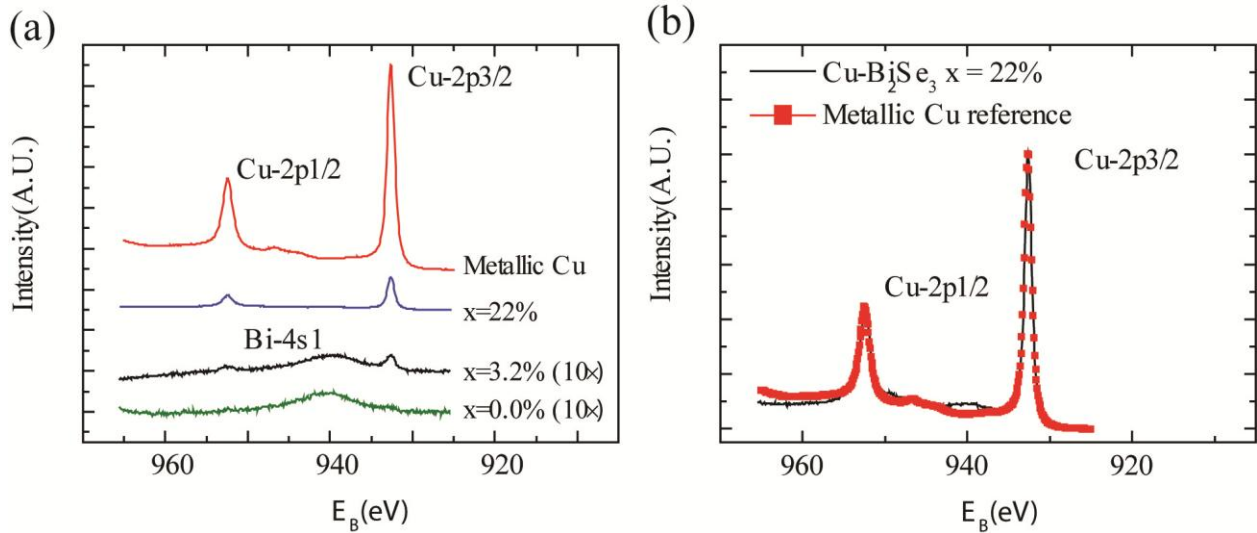 (a)
Intensity(A.U.)
Cu-2p3/2
Cu-2p1/2
Metallic Cu
x=22%
Bi-4s1
x=3.2% (10×)
x=0.0% (10×)
960 940 920
E_B(eV)
(b)
Intensity(A.U.)
Cu-Bi₂Se₃ x = 22%
Metallic Cu reference
Cu-2p3/2
Cu-2p1/2
960 940 920
E_B(eV)